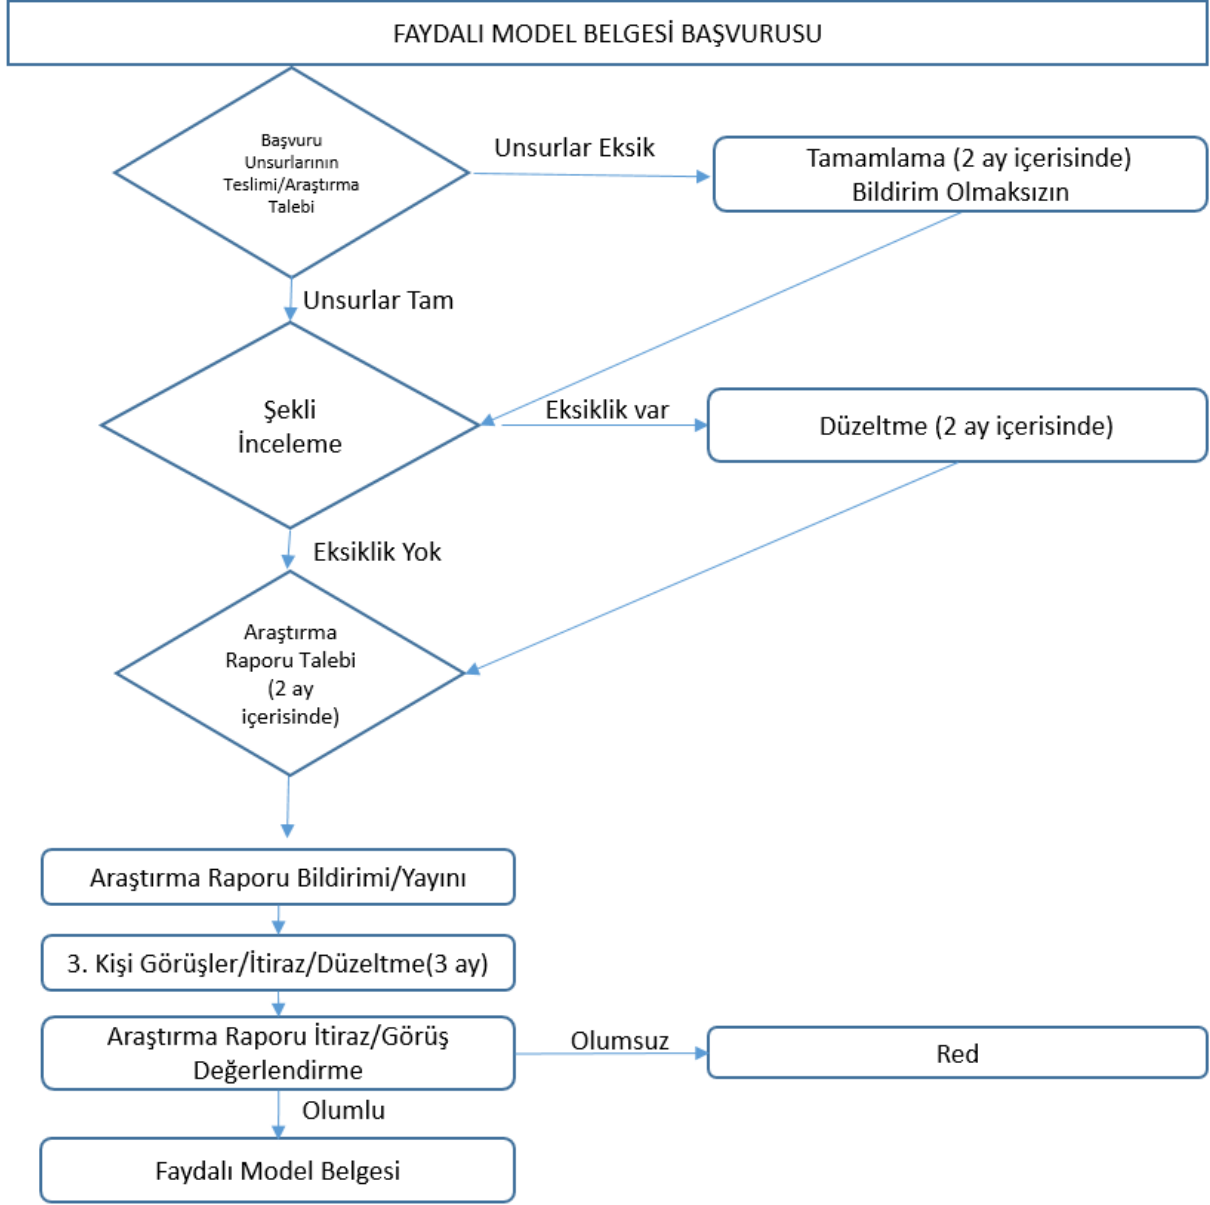 FAYDALI MODEL BELGESİ BAŞVURUSU
Başvuru
Unsurlarının
Teslimi/Araştırma
Talebi
Unsurlar Eksik
Tamamlama (2 ay içerisinde)
Bildirim Olmaksızın
Unsurlar Tam
Şekli
İnceleme
Eksiklik var
Düzeltme (2 ay içerisinde)
Eksiklik Yok
Araştırma
Raporu Talebi
(2 ay
içerisinde)
Araştırma Raporu Bildirimi/Yayını
3. Kişi Görüşler/İtiraz/Düzeltme(3 ay)
Araştırma Raporu İtiraz/Görüş
Değerlendirme
Olumsuz
Red
Olumlu
Faydalı Model Belgesi